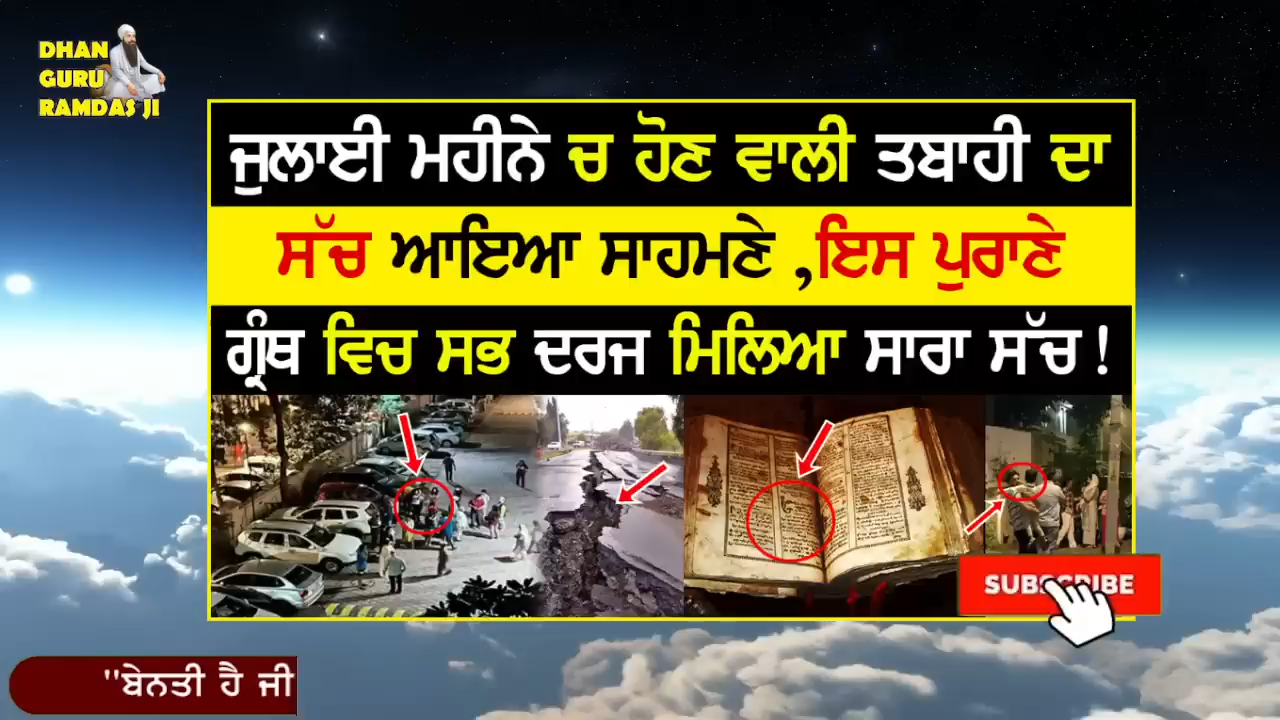 DHAN
GURU
RAMDAS JI
ਜੁਲਾਈ ਮਹੀਨੇ ਚ ਹੋਣ ਵਾਲੀ ਤਬਾਹੀ ਦਾ
ਸੱਚ ਆਇਆ ਸਾਹਮਣੇ ,ਇਸ ਪੁਰਾਣੇ
ਗ੍ਰੰਥ ਵਿਚ ਸਭ ਦਰਜ ਮਿਲਿਆ ਸਾਰਾ ਸੱਚ !
SUBSCRIBE
"ਬੇਨਤੀ ਹੈ ਜੀ